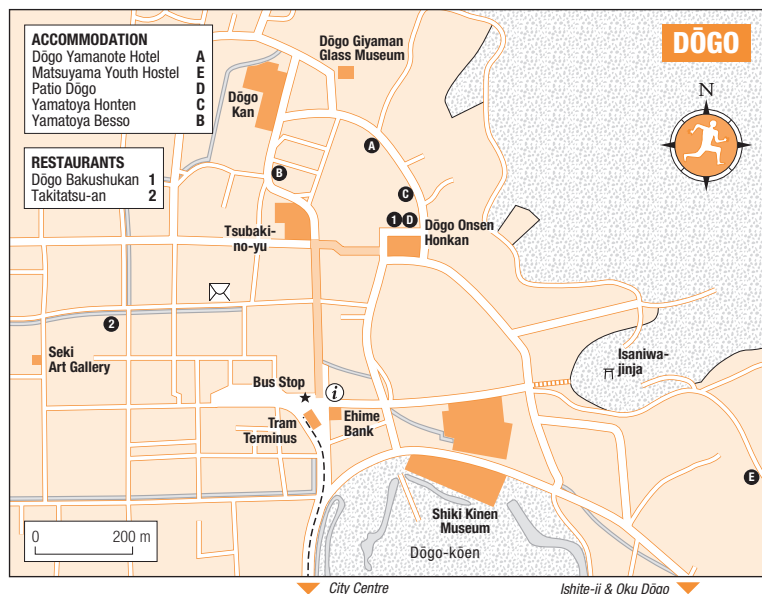 DŌGO
N
ACCOMMODATION
Dōgo Yamanote Hotel A
Matsuyama Youth Hostel E
Patio Dōgo D
Yamatoya Honten C
Yamatoya Besso B
RESTAURANTS
Dōgo Bakushukan 1
Takitatsu-an 2
Dōgo Giyaman
Glass Museum
Dōgo
Kan
A
B
C
1 D
Tsubaki-
no-yu
Dōgo Onsen
Honkan
2
Seki
Art Gallery
Isaniwa-
jinja
Bus Stop
i
Tram
Terminus
Ehime
Bank
E
Shiki Kinen
Museum
Dōgo-kōen
0 200 m
City Centre
Ishite-ji & Oku Dōgo